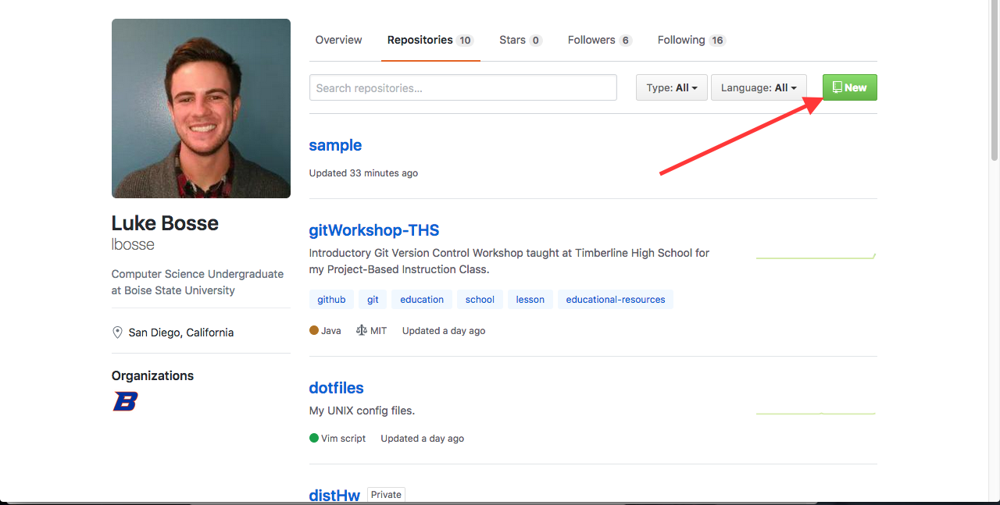 Overview Repositories 10 Stars 0 Followers 6 Following 16
Search repositories... Type: All Language: All New
sample
Updated 33 minutes ago
Luke Bosse
lbosse
Computer Science Undergraduate
at Boise State University
San Diego, California
Organizations
B
gitWorkshop-THS
Introductory Git Version Control Workshop taught at Timberline High School for
my Project-Based Instruction Class.
github git education school lesson educational-resources
Java MIT Updated a day ago
dotfiles
My UNIX config files.
Vim script Updated a day ago
distHw Private